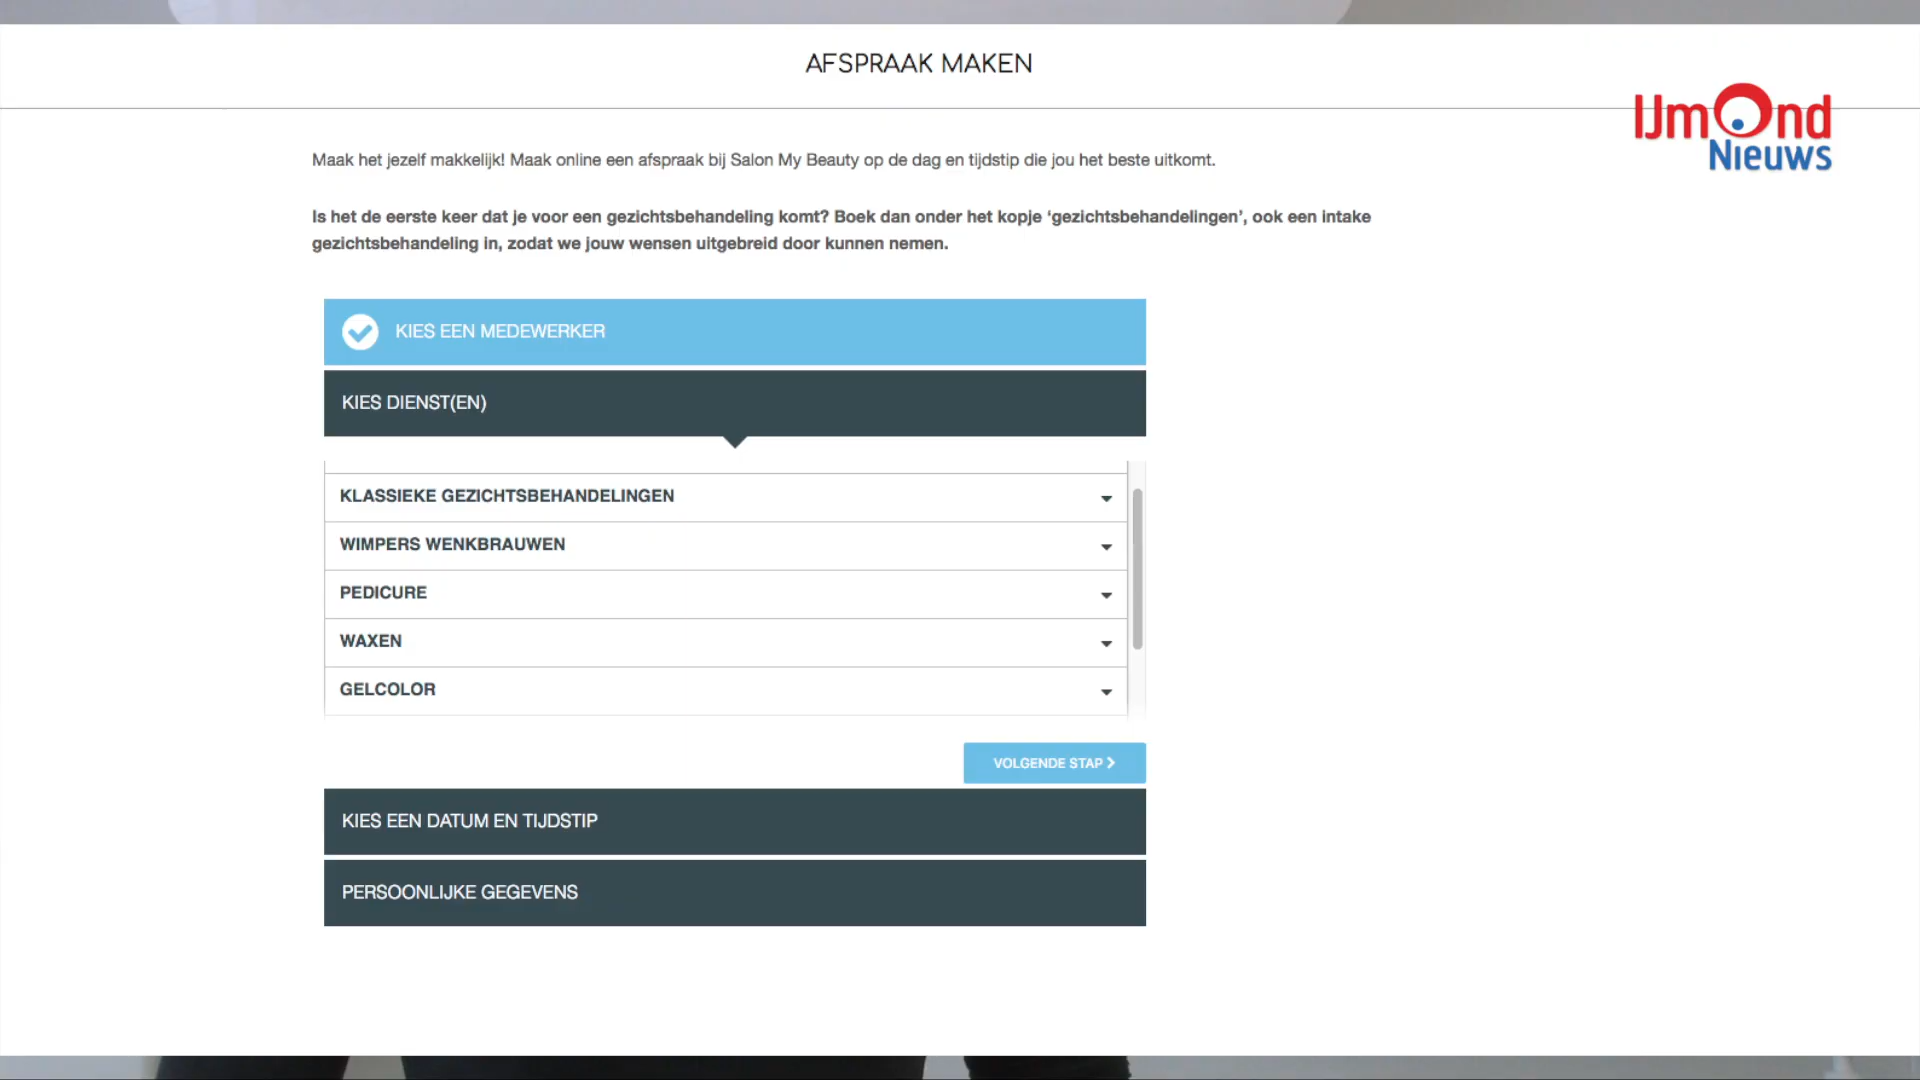 AFSPRAAK MAKEN
IJmond
Nieuws
Maak het jezelf makkelijk! Maak online een afspraak bij Salon My Beauty op de dag en tijdstip die jou het beste uitkomt.
Is het de eerste keer dat je voor een gezichtsbehandeling komt? Boek dan onder het kopje ‘gezichtsbehandelingen’, ook een intake
gezichtsbehandeling in, zodat we jouw wensen uitgebreid door kunnen nemen.
KIES EEN MEDEWERKER
KIES DIENST(EN)
KLASSIEKE GEZICHTSBEHANDELINGEN
WIMPERS WENKBRAUWEN
PEDICURE
WAXEN
GELCOLOR
VOLGENDE STAP
KIES EEN DATUM EN TIJDSTIP
PERSOONLIJKE GEGEVENS